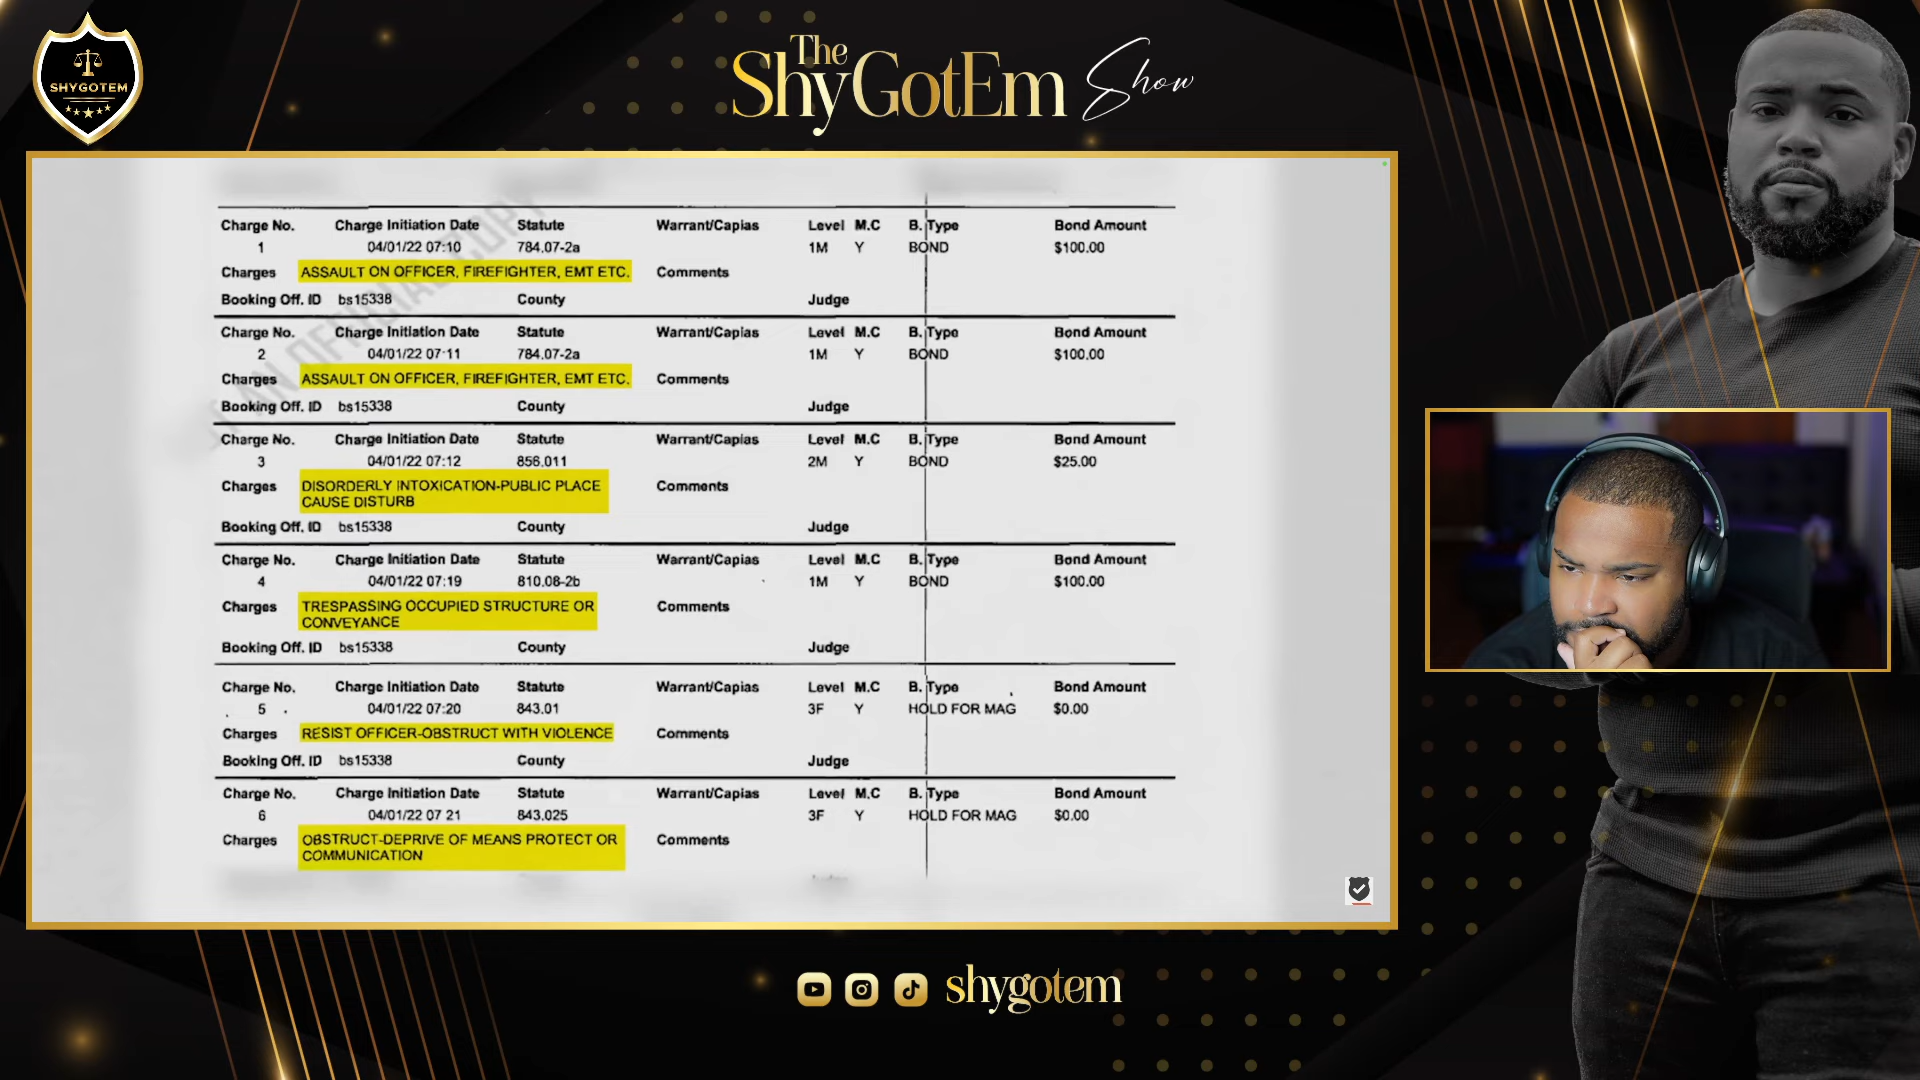 SHYGOTEM
The
ShyGotEm Show
Charge No. Charge Initiation Date Statute Warrant/Capias Level M.C B. Type Bond Amount
1 04/01/22 07:10 784.07-2a 1M Y BOND $100.00
Charges ASSAULT ON OFFICER, FIREFIGHTER, EMT ETC. Comments
Booking Off. ID bs15338 County Judge
Charge No. Charge Initiation Date Statute Warrant/Capias Level M.C B. Type Bond Amount
2 04/01/22 07:11 784.07-2a 1M Y BOND $100.00
Charges ASSAULT ON OFFICER, FIREFIGHTER, EMT ETC. Comments
Booking Off. ID bs15338 County Judge
Charge No. Charge Initiation Date Statute Warrant/Capias Level M.C B. Type Bond Amount
3 04/01/22 07:12 856.011 2M Y BOND $25.00
Charges DISORDERLY INTOXICATION-PUBLIC PLACE Comments
CAUSE DISTURB
Booking Off. ID bs15338 County Judge
Charge No. Charge Initiation Date Statute Warrant/Capias Level M.C B. Type Bond Amount
4 04/01/22 07:19 810.08-2b 1M Y BOND $100.00
Charges TRESPASSING OCCUPIED STRUCTURE OR Comments
CONVEYANCE
Booking Off. ID bs15338 County Judge
Charge No. Charge Initiation Date Statute Warrant/Capias Level M.C B. Type Bond Amount
5 04/01/22 07:20 843.01 3F Y HOLD FOR MAG $0.00
Charges RESIST OFFICER-OBSTRUCT WITH VIOLENCE Comments
Booking Off. ID bs15338 County Judge
Charge No. Charge Initiation Date Statute Warrant/Capias Level M.C B. Type Bond Amount
6 04/01/22 07 21 843.025 3F Y HOLD FOR MAG $0.00
Charges OBSTRUCT-DEPRIVE OF MEANS PROTECT OR Comments
COMMUNICATION
AN OFFICIAL COPY
shygotem